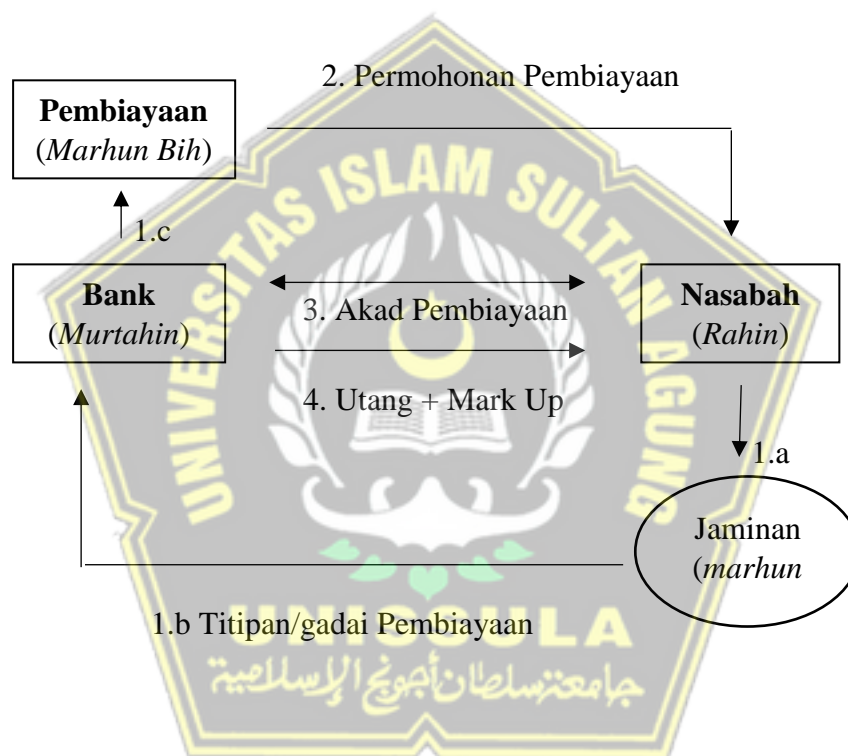 2. Permohonan Pembiayaan
Pembiayaan
(Marhun Bih)
1.c
Bank
(Murtahin)
3. Akad Pembiayaan
Nasabah
(Rahin)
4. Utang + Mark Up
1.a
Jaminan
(marhun
1.b Titipan/gadai Pembiayaan
UNIVERSITAS ISLAM SULTAN AGUNG
UNISSULA
جامعة سلطان أجونج الإسلامية